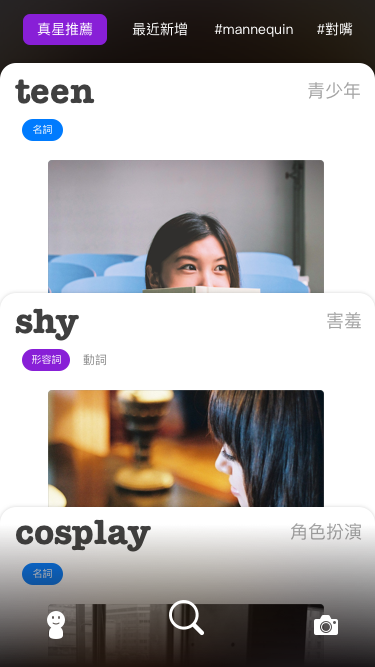 真星推薦 最近新增 #mannequin #對嘴
teen 青少年
名詞
shy 害羞
形容詞 動詞
cosplay 角色扮演
名詞